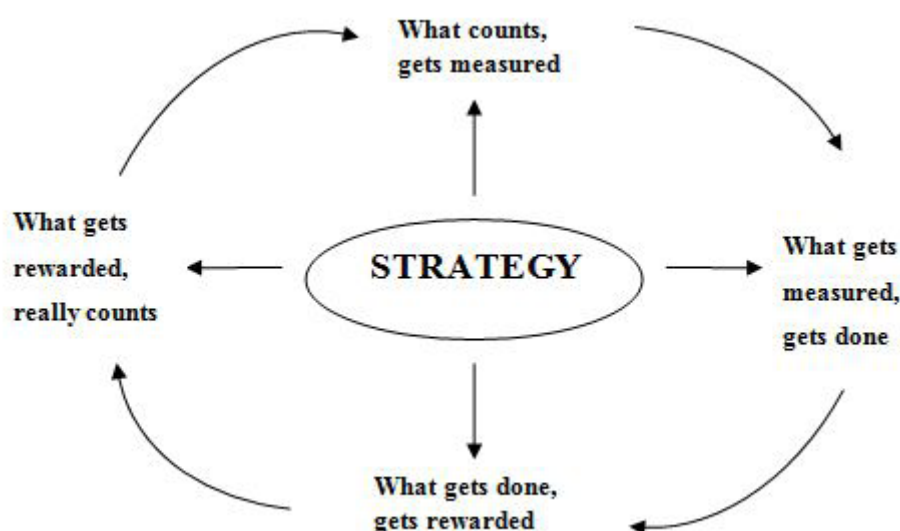 What counts,
gets measured
What gets
rewarded,
really counts
STRATEGY
What gets
measured,
gets done
What gets done,
gets rewarded